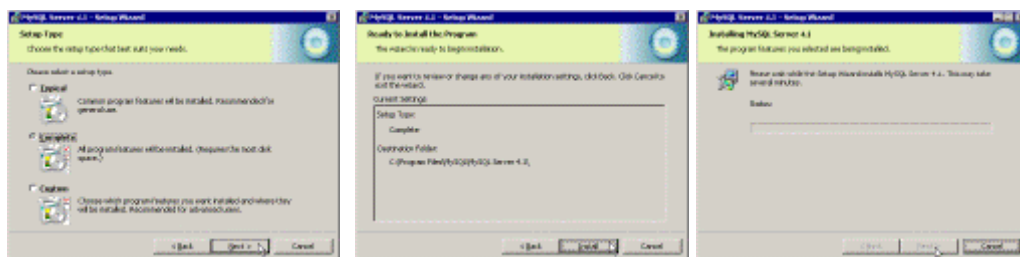 MySQL Server 4.1 - Setup Wizard
Setup Type
Choose the setup type that best suits your needs.
Please select a setup type.
Typical
Common program features will be installed. Recommended for
general use.
Complete
All program features will be installed. (Requires the most disk
space.)
Custom
Choose which program features you want installed and where they
will be installed. Recommended for advanced users.
< Back
Next >
Cancel
MySQL Server 4.1 - Setup Wizard
Ready to Install the Program
The wizard is ready to begin installation.
If you want to review or change any of your installation settings, click Back. Click Cancel to
exit the wizard.
Current Settings:
Setup Type:
Complete
Destination Folder:
C:\Program Files\MySQL\MySQL Server 4.1\
< Back
Install
Cancel
MySQL Server 4.1 - Setup Wizard
Installing MySQL Server 4.1
The program features you selected are being installed.
Please wait while the Setup Wizard installs MySQL Server 4.1. This may take
several minutes.
Status:
< Back
Next >
Cancel